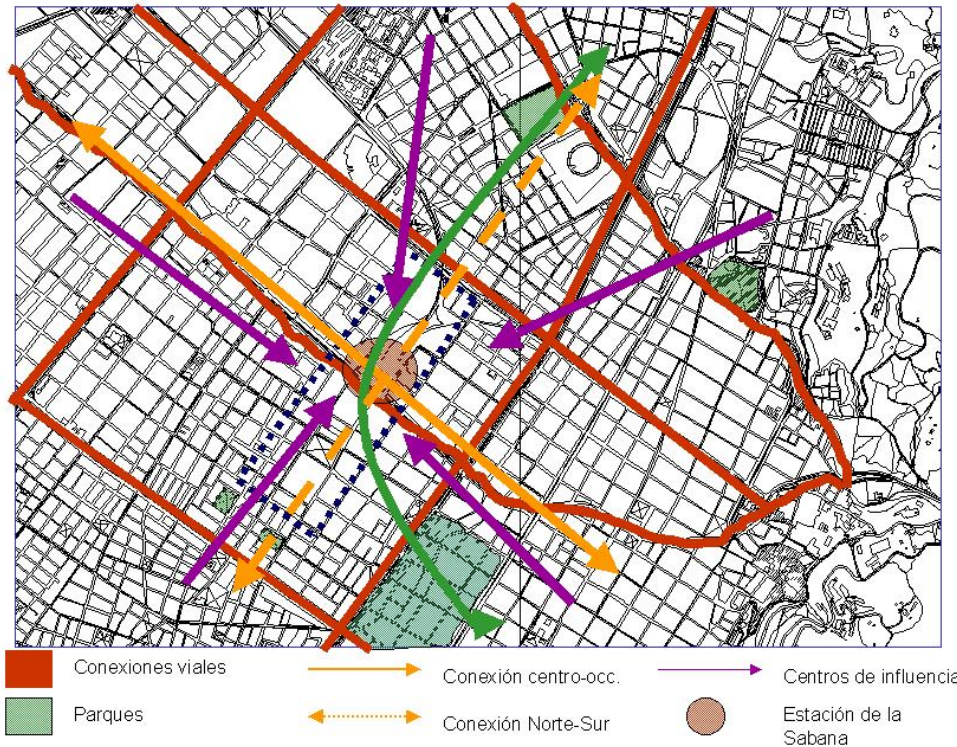 Conexiones viales
Conexión centro-occ.
Centros de influencia
Parques
Conexión Norte-Sur
Estación de la
Sabana